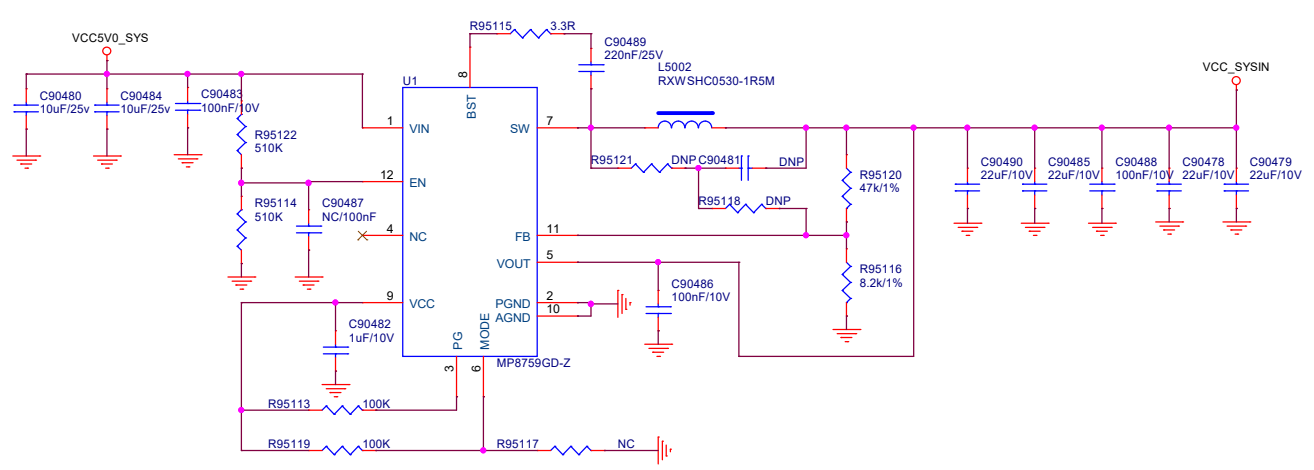 R95115 3.3R
VCC5V0_SYS
C90489
220nF/25V
L5002
RXWSHC0530-1R5M
VCC_SYSIN
U1
8
BST
C90480
10uF/25v
C90484
10uF/25v
C90483
100nF/10V
1 VIN
SW 7
R95122
510K
R95121 DNP C90481 DNP
C90490
22uF/10V
C90485
22uF/10V
C90488
100nF/10V
C90478
22uF/10V
C90479
22uF/10V
12 EN
R95120
47k/1%
R95114
510K
C90487
NC/100nF
R95118 DNP
4 NC
FB 11
VOUT 5
R95116
8.2k/1%
C90486
100nF/10V
9 VCC
PGND 2
AGND 10
C90482
1uF/10V
PG
MODE
MP8759GD-Z
3
6
R95113 100K
R95119 100K
R95117 NC